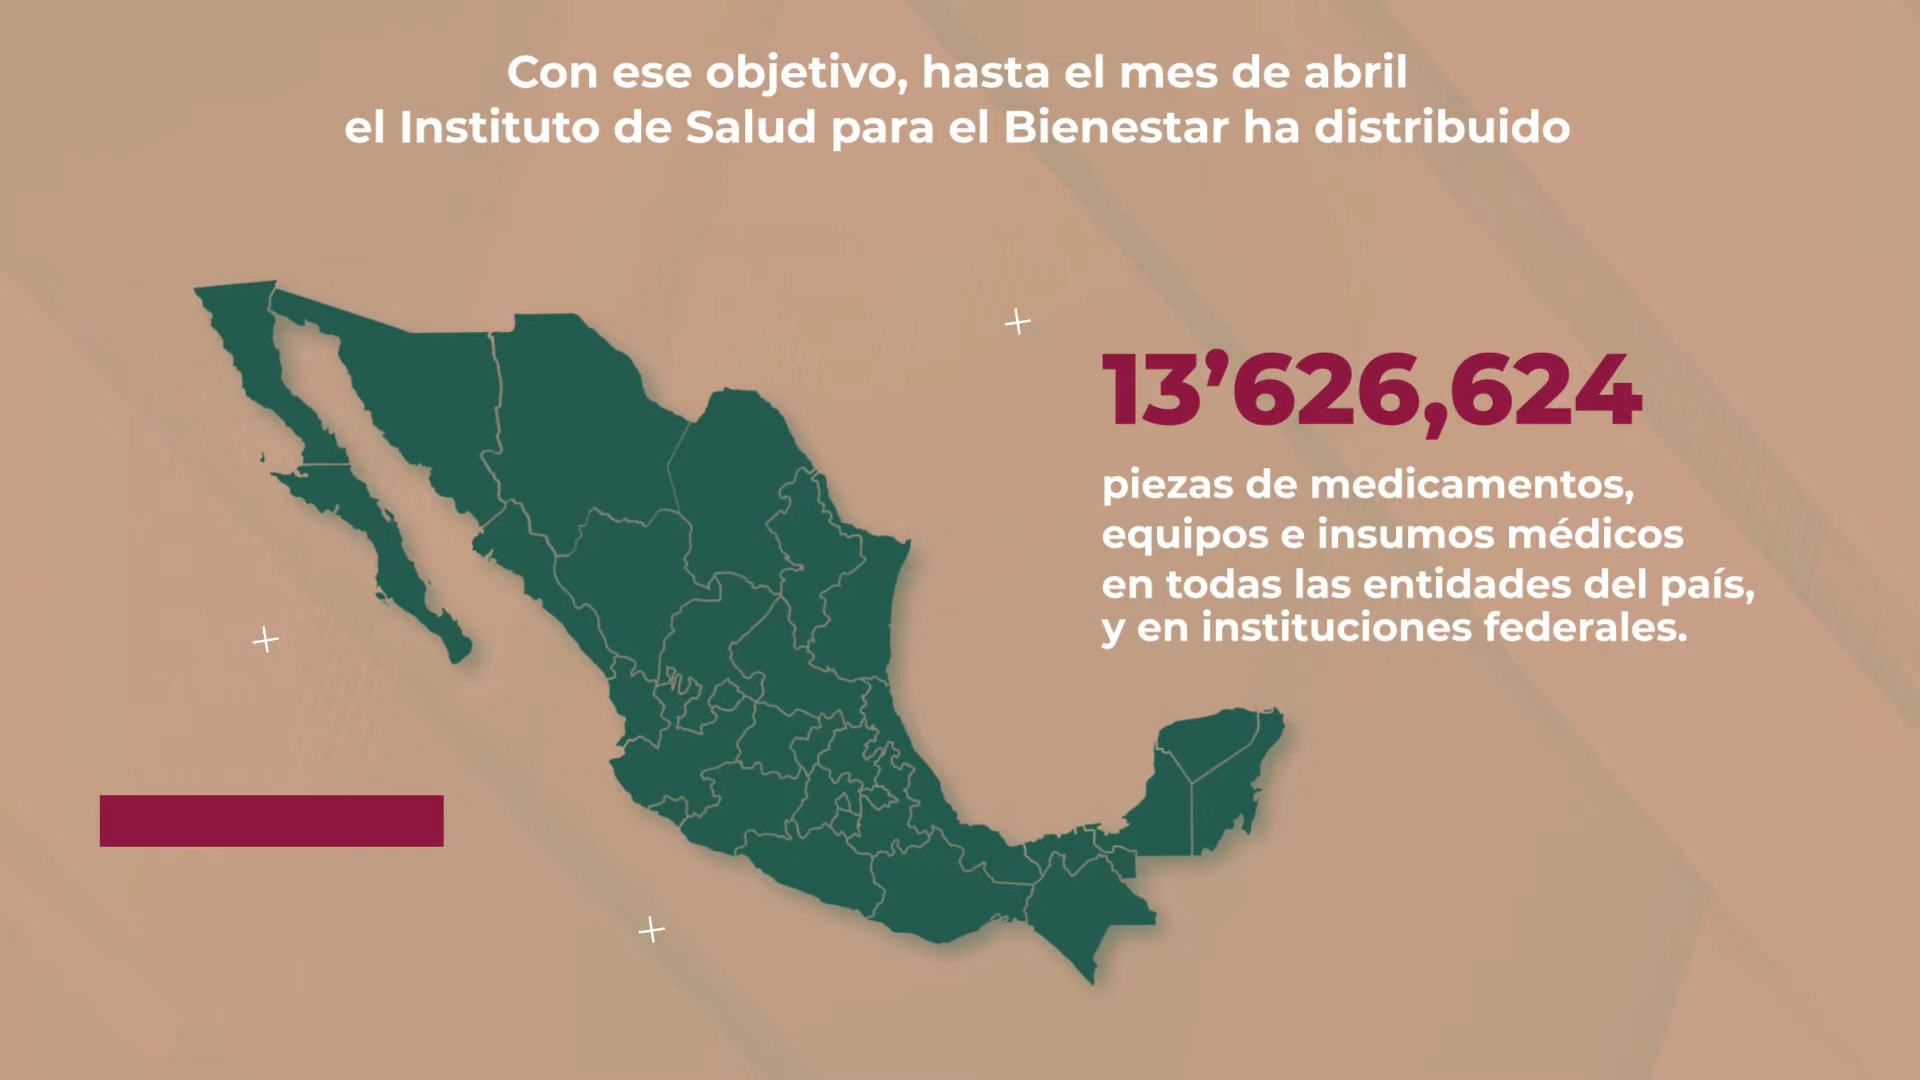 Con ese objetivo, hasta el mes de abril
el Instituto de Salud para el Bienestar ha distribuido
13’626,624
piezas de medicamentos,
equipos e insumos médicos
en todas las entidades del país,
y en instituciones federales.